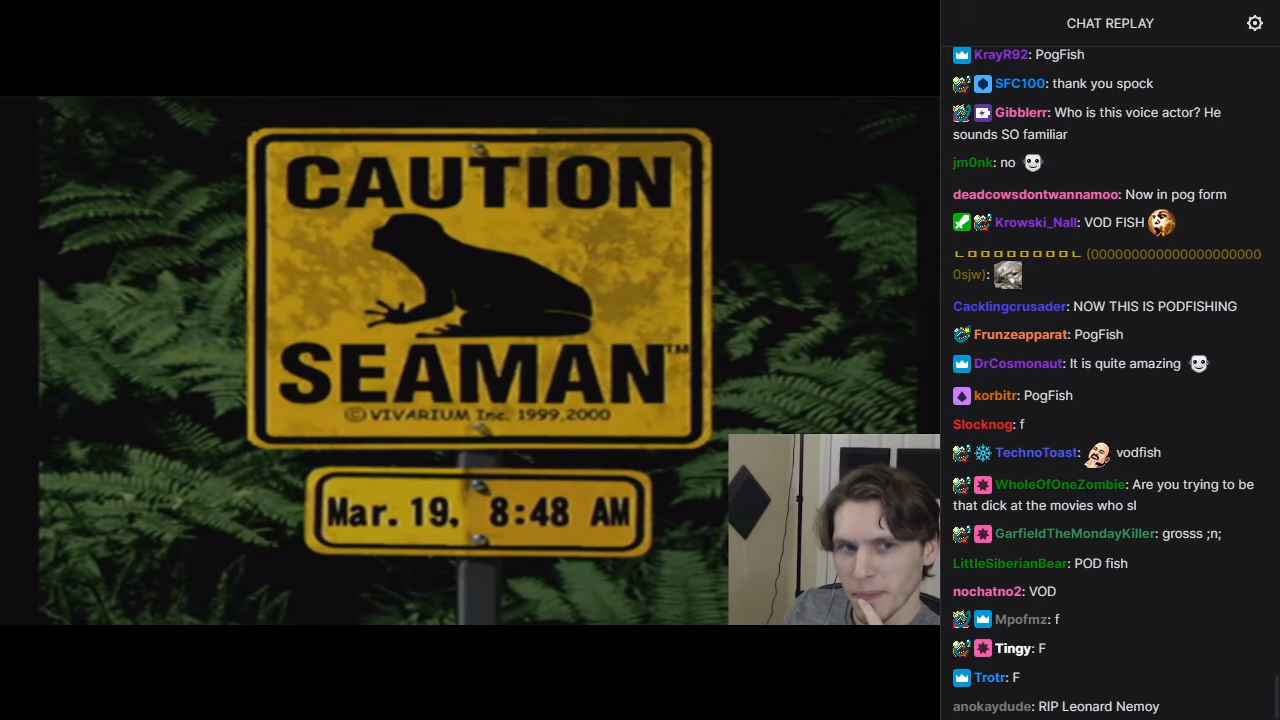 CAUTION
SEAMAN™
© VIVARIUM Inc. 1999,2000
Mar. 19. 8:48 AM
CHAT REPLAY
KrayR92: PogFish
SFC100: thank you spock
Gibblerr: Who is this voice actor? He
sounds SO familiar
jm0nk: no
deadcowsdontwannamoo: Now in pog form
Krowski_Nall: VOD FISH
Cacklingcrusader: NOW THIS IS PODFISHING
Frunzeapparat: PogFish
DrCosmonaut: It is quite amazing
korbitr: PogFish
Slocknog: f
TechnoToast: vodfish
WholeOfOneZombie: Are you trying to be
that dick at the movies who sl
GarfieldTheMondayKiller: grosss ;n;
LittleSiberianBear: POD fish
nochatno2: VOD
Mpofmz: f
Tingy: F
Trotr: F
anokaydude: RIP Leonard Nemoy